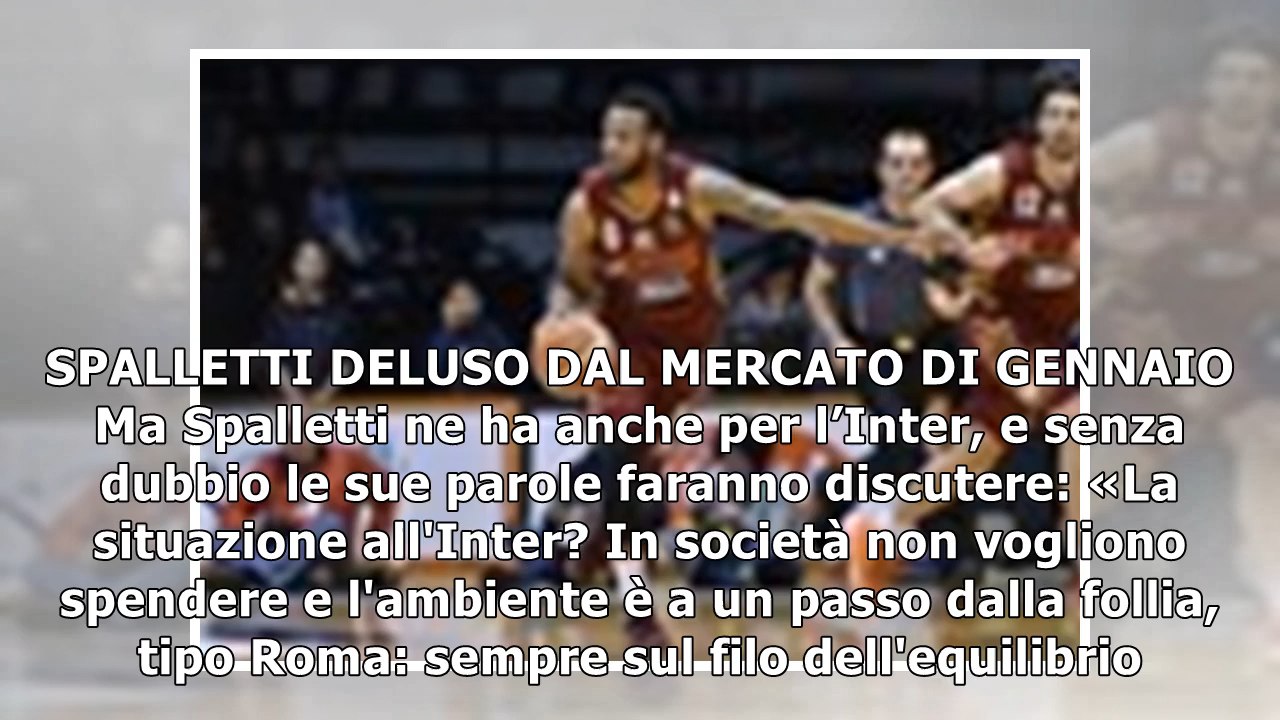 SPALLETTI DELUSO DAL MERCATO DI GENNAIO
Ma Spalletti ne ha anche per l’Inter, e senza
dubbio le sue parole faranno discutere: «La
situazione all'Inter? In società non vogliono
spendere e l'ambiente è a un passo dalla follia,
tipo Roma: sempre sul filo dell'equilibrio